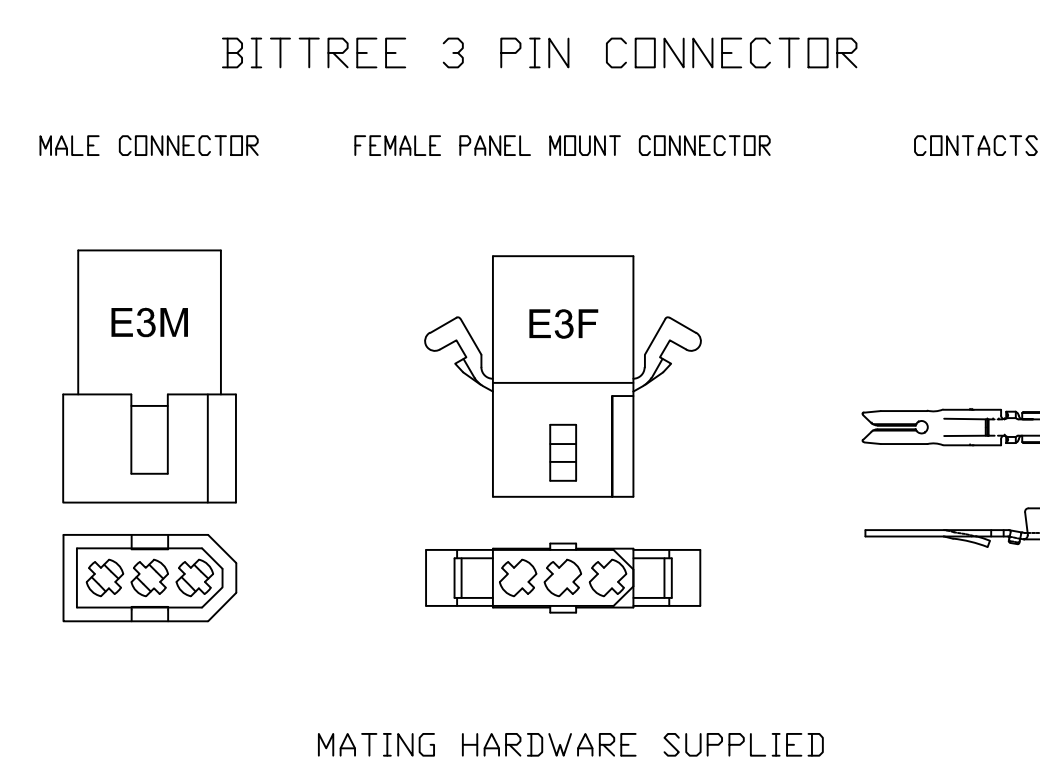 BITTREE 3 PIN CONNECTOR
MALE CONNECTOR FEMALE PANEL MOUNT CONNECTOR CONTACTS
E3M E3F
MATING HARDWARE SUPPLIED